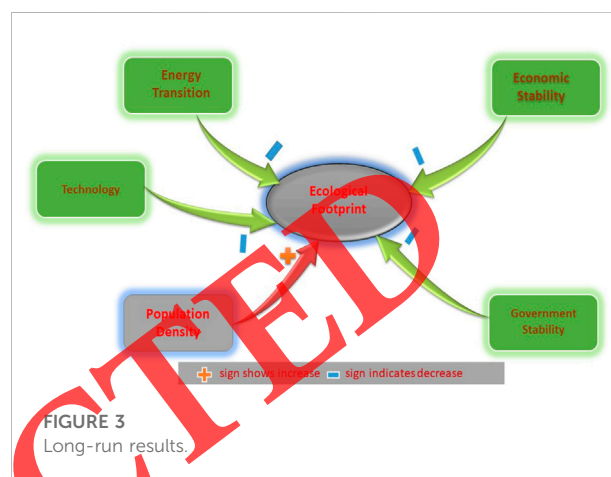 Energy
Transition
Economic
Stability
Technology
Ecological
Footprint
Population
Density
Government
Stability
sign shows increase sign indicates decrease
FIGURE 3
Long-run results.
CTED